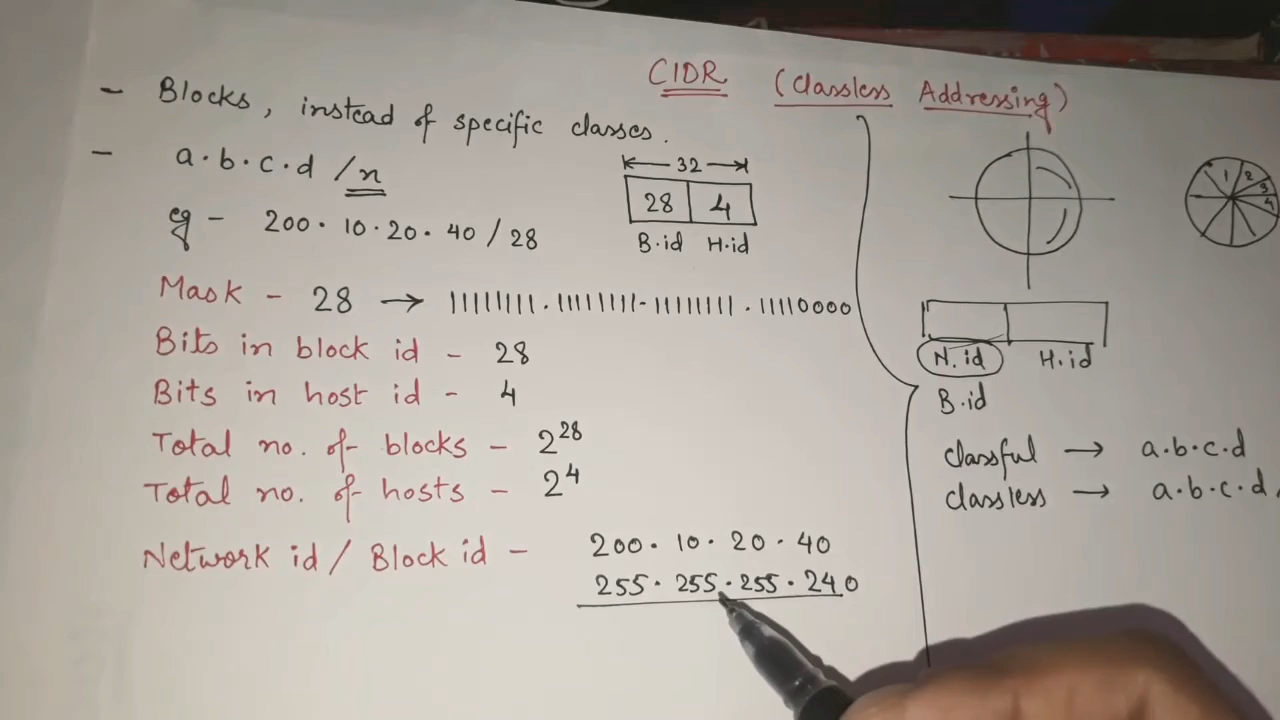 CIDR (Classless Addressing)
- Blocks, instead of specific classes.
- a.b.c.d /n
eg - 200.10.20.40/28
32
28 4
B.id H.id
Mask - 28 → 11111111.11111111.11111111.11110000
Bits in block id - 28
Bits in host id - 4
Total no. of blocks - 2^28
Total no. of hosts - 2^4
Network id / Block id - 200.10.20.40
255.255.255.240
1 2 3 4
N.id H.id
B.id
classful → a.b.c.d
classless → a.b.c.d